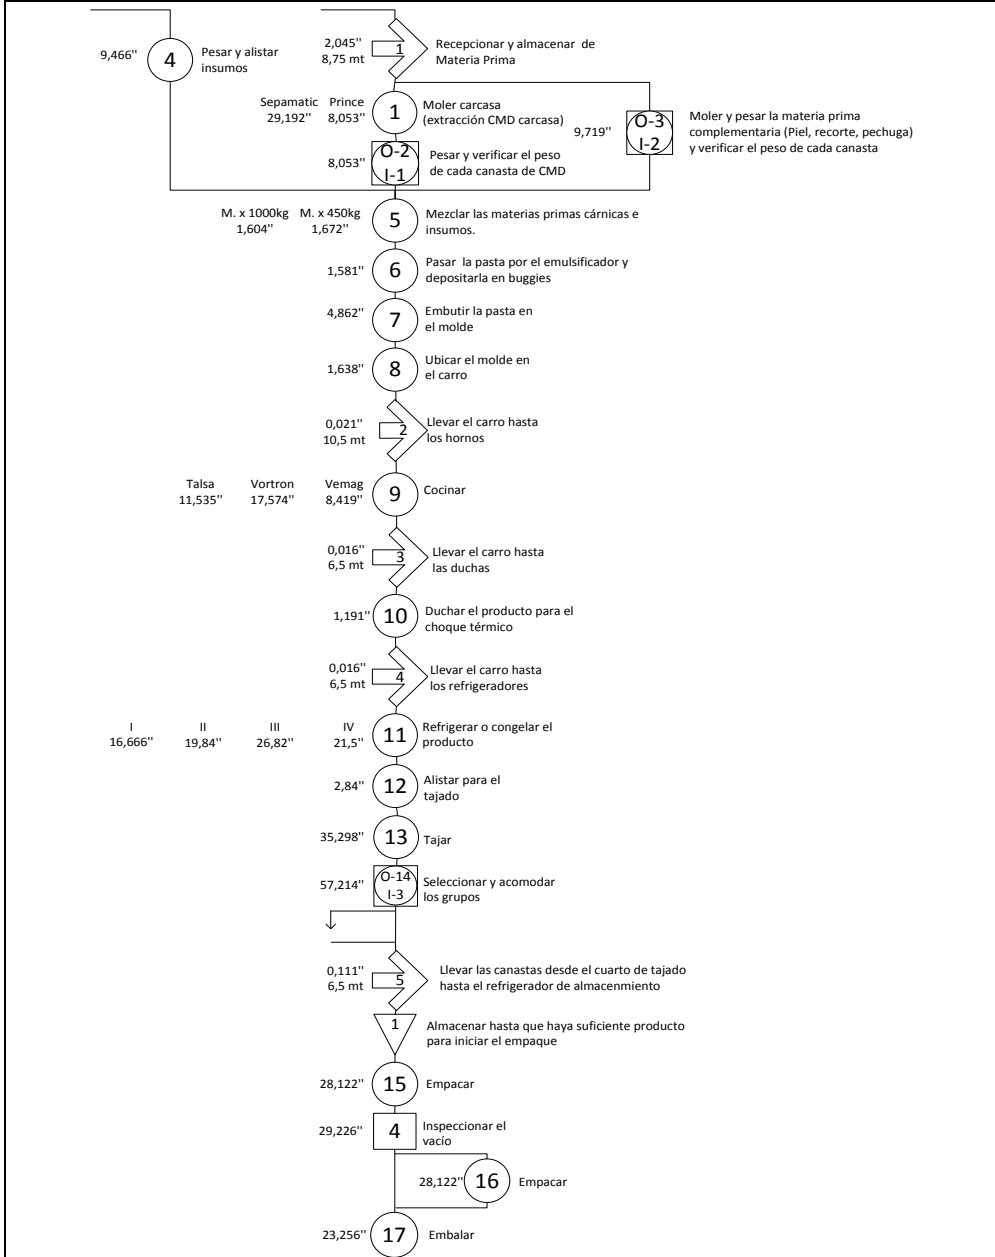 9,466''
4
Pesar y alistar
insumos
2,045''
8,75 mt
1
Recepcionar y almacenar de
Materia Prima
Sepamatic Prince
29,192'' 8,053''
1
Moler carcasa
(extracción CMD carcasa)
9,719''
O-3
I-2
Moler y pesar la materia prima
complementaria (Piel, recorte, pechuga)
y verificar el peso de cada canasta
8,053''
O-2
I-1
Pesar y verificar el peso
de cada canasta de CMD
M. x 1000kg M. x 450kg
1,604'' 1,672''
5
Mezclar las materias primas cárnicas e
insumos.
1,581''
6
Pasar la pasta por el emulsificador y
depositarla en buggies
4,862''
7
Embutir la pasta en
el molde
1,638''
8
Ubicar el molde en
el carro
0,021''
10,5 mt
2
Llevar el carro hasta
los hornos
Talsa Vortron Vemag
11,535'' 17,574'' 8,419''
9
Cocinar
0,016''
6,5 mt
3
Llevar el carro hasta
las duchas
1,191''
10
Duchar el producto para el
choque térmico
0,016''
6,5 mt
4
Llevar el carro hasta
los refrigeradores
I II III IV
16,666'' 19,84'' 26,82'' 21,5''
11
Refrigerar o congelar el
producto
2,84''
12
Alistar para el
tajado
35,298''
13
Tajar
57,214''
O-14
I-3
Seleccionar y acomodar
los grupos
0,111''
6,5 mt
5
Llevar las canastas desde el cuarto de tajado
hasta el refrigerador de almacenmiento
1
Almacenar hasta que haya suficiente producto
para iniciar el empaque
28,122''
15
Empacar
29,226''
4
Inspeccionar el
vacío
28,122''
16
Empacar
23,256''
17
Embalar